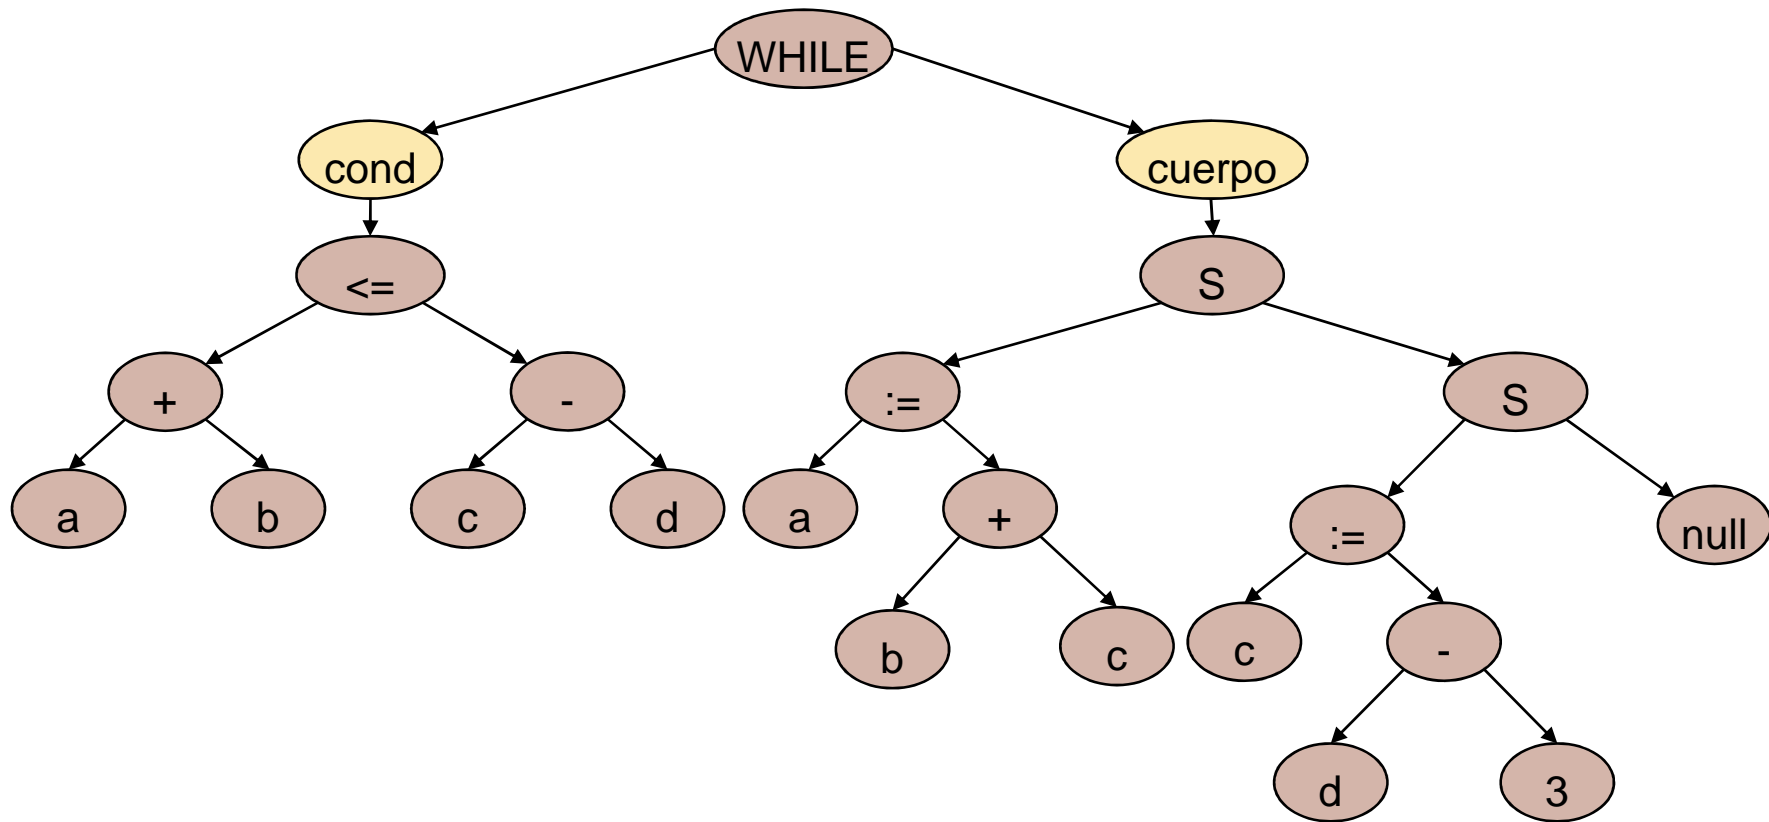 WHILE
cond
cuerpo
<=
S
+
-
:=
S
a
b
c
d
a
+
:=
null
b
c
c
-
d
3